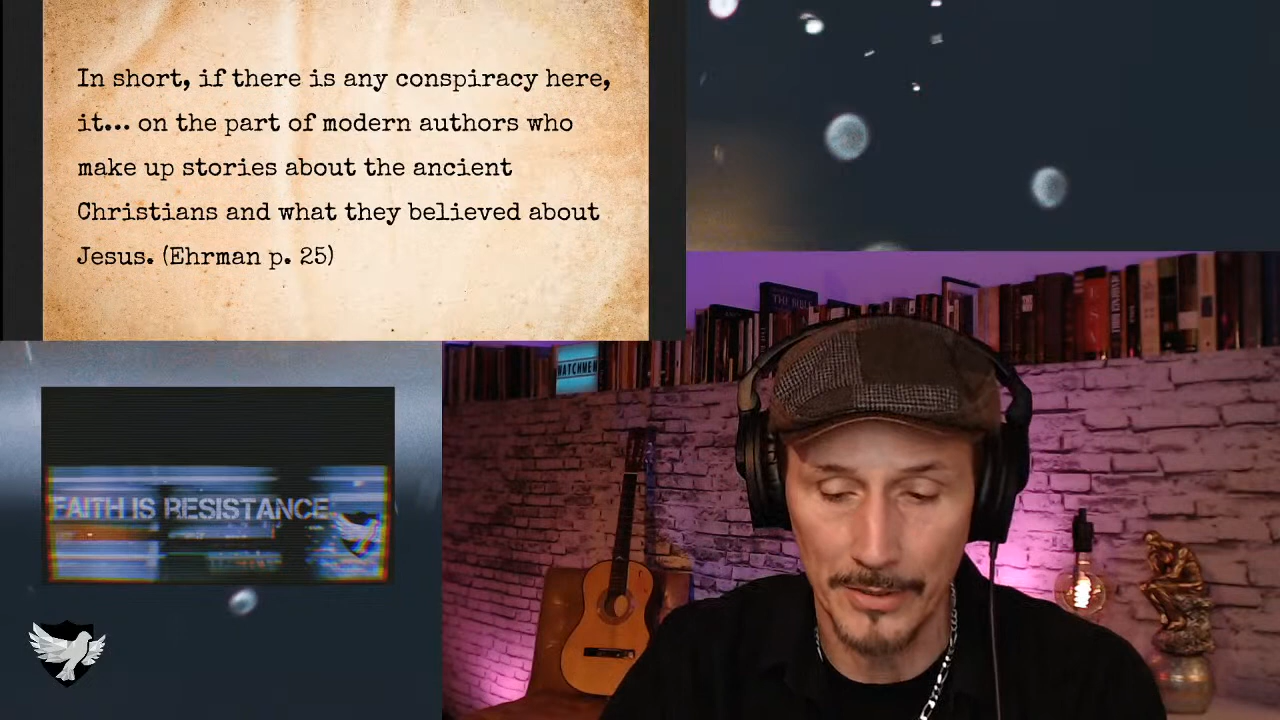 In short, if there is any conspiracy here,
it... on the part of modern authors who
make up stories about the ancient
Christians and what they believed about
Jesus. (Ehrman p. 25)
THE BIBLE
WATCHMEN
FAITH IS RESISTANCE